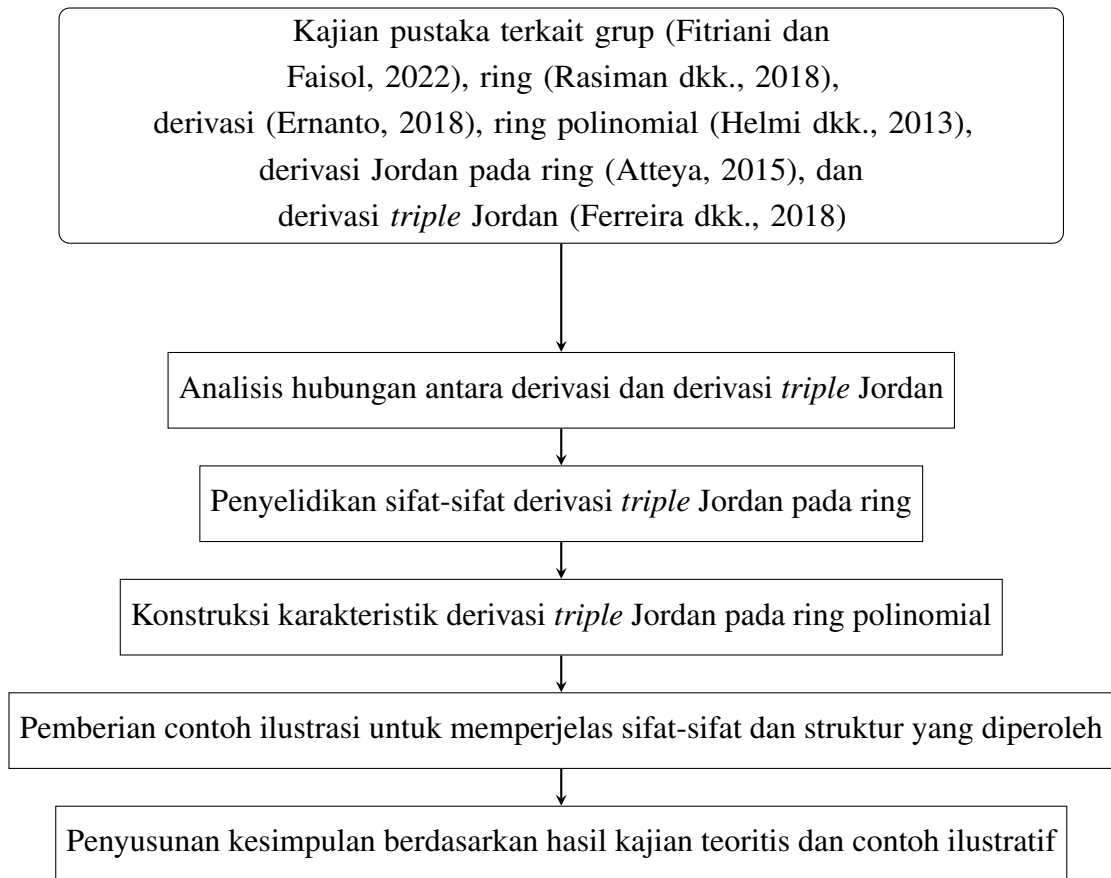 Kajian pustaka terkait grup (Fitriani dan
Faisol, 2022), ring (Rasiman dkk., 2018),
derivasi (Ernanto, 2018), ring polinomial (Helmi dkk., 2013),
derivasi Jordan pada ring (Atteya, 2015), dan
derivasi triple Jordan (Ferreira dkk., 2018)
Analisis hubungan antara derivasi dan derivasi triple Jordan
Penyelidikan sifat-sifat derivasi triple Jordan pada ring
Konstruksi karakteristik derivasi triple Jordan pada ring polinomial
Pemberian contoh ilustrasi untuk memperjelas sifat-sifat dan struktur yang diperoleh
Penyusunan kesimpulan berdasarkan hasil kajian teoritis dan contoh ilustratif